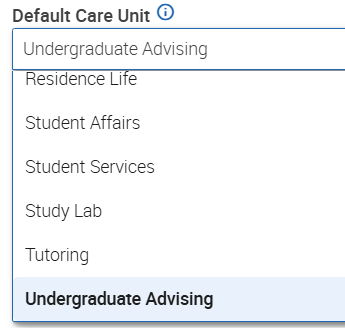 Default Care Unit
Undergraduate Advising
Residence Life
Student Affairs
Student Services
Study Lab
Tutoring
Undergraduate Advising